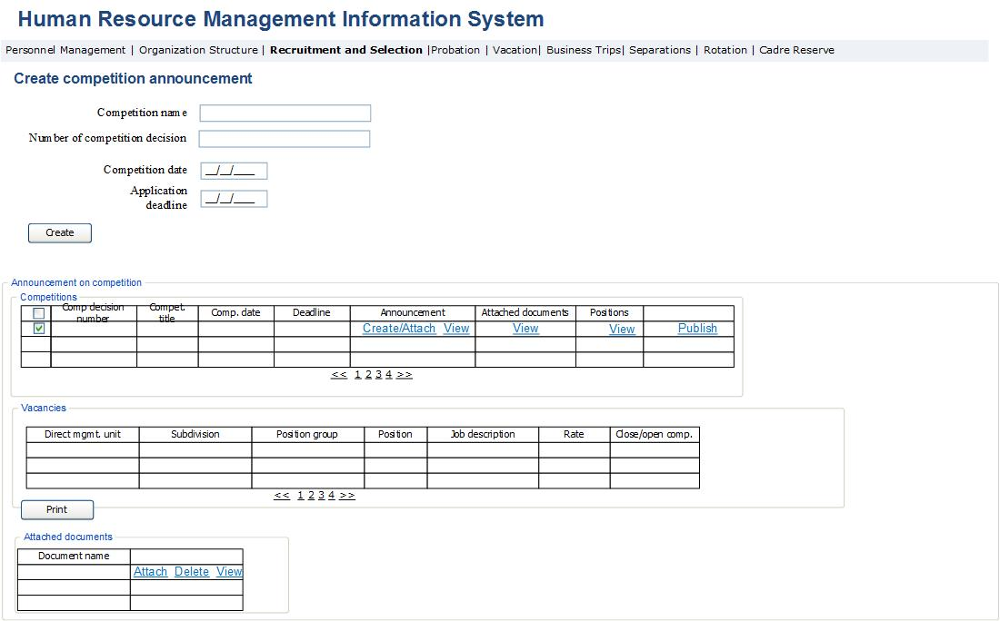 Human Resource Management Information System
Personnel Management | Organization Structure | Recruitment and Selection |Probation | Vacation| Business Trips| Separations | Rotation | Cadre Reserve
Create competition announcement
Competition name
Number of competition decision
Competition date __/__/____
Application
deadline __/__/____
Create
Announcement on competition
Competitions
Comp decision number Compet. title Comp. date Deadline Announcement Attached documents Positions
Create/Attach View View View Publish
<< 1 2 3 4 >>
Vacancies
Direct mgmt. unit Subdivision Position group Position Job description Rate Close/open comp.
<< 1 2 3 4 >>
Print
Attached documents
Document name
Attach Delete View